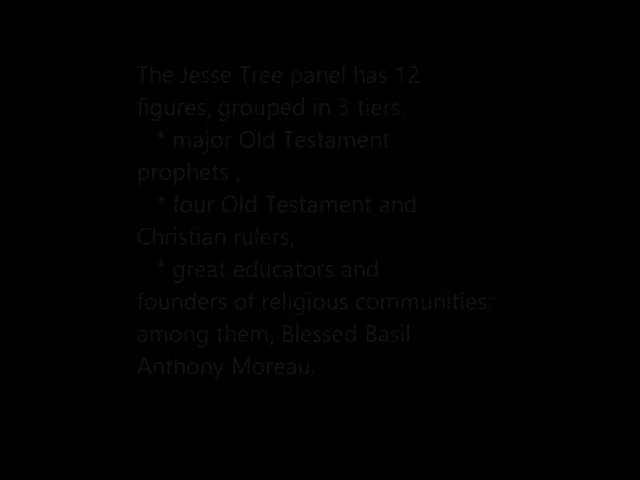 The Jesse Tree panel has 12
figures, grouped in 3 tiers
* major Old Testament
prophets ,
* four Old Testament and
Christian rulers,
* great educators and
founders of religious communities:
among them, Blessed Basil
Anthony Moreau.